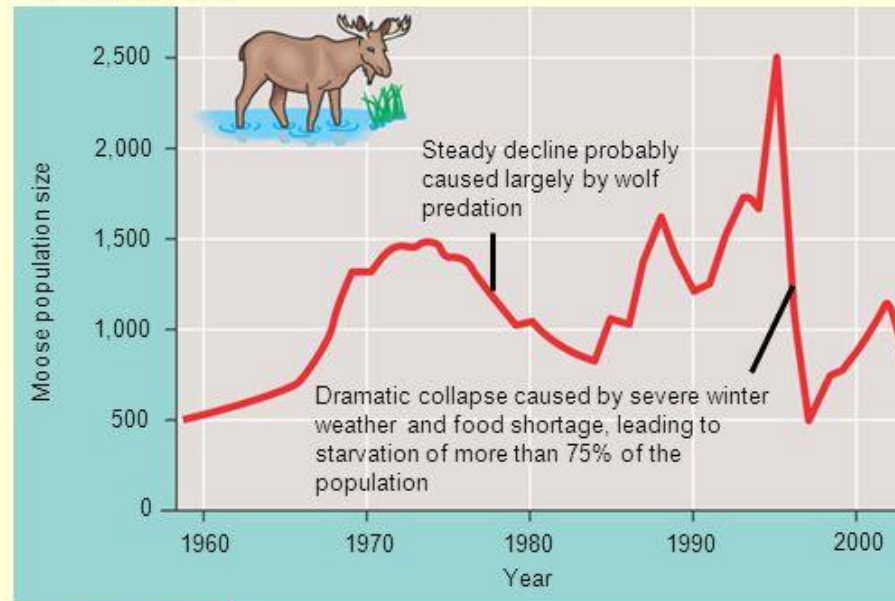 2,500
2,000
1,500
1,000
500
0
Moose population size
Steady decline probably
caused largely by wolf
predation
Dramatic collapse caused by severe winter
weather and food shortage, leading to
starvation of more than 75% of the
population
1960
1970
1980
1990
2000
Year